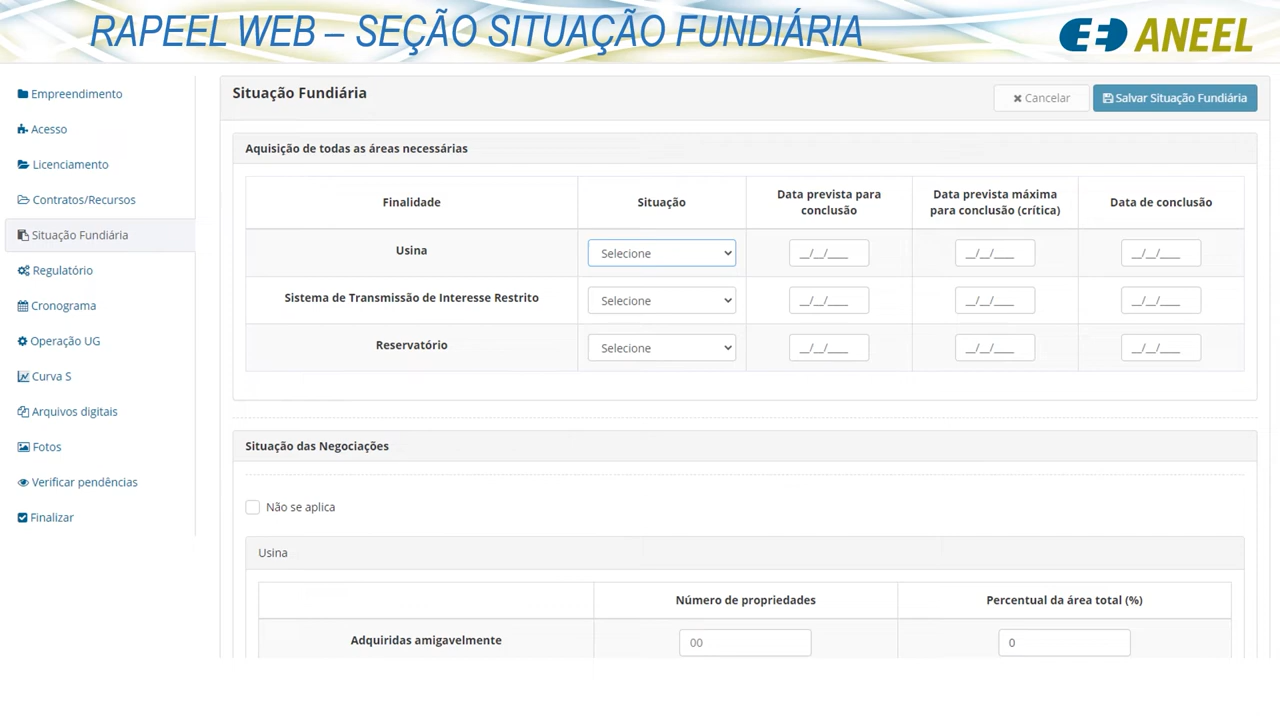 RAPEEL WEB – SEÇÃO SITUAÇÃO FUNDIÁRIA
ANEEL
Empreendimento
Acesso
Licenciamento
Contratos/Recursos
Situação Fundiária
Regulatório
Cronograma
Operação UG
Curva S
Arquivos digitais
Fotos
Verificar pendências
Finalizar
Situação Fundiária
Cancelar
Salvar Situação Fundiária
Aquisição de todas as áreas necessárias
Finalidade
Situação
Data prevista para
conclusão
Data prevista máxima
para conclusão (crítica)
Data de conclusão
Usina
Selecione
__/__/____
__/__/____
__/__/____
Sistema de Transmissão de Interesse Restrito
Selecione
__/__/____
__/__/____
__/__/____
Reservatório
Selecione
__/__/____
__/__/____
__/__/____
Situação das Negociações
Não se aplica
Usina
Número de propriedades
Percentual da área total (%)
Adquiridas amigavelmente
00
0